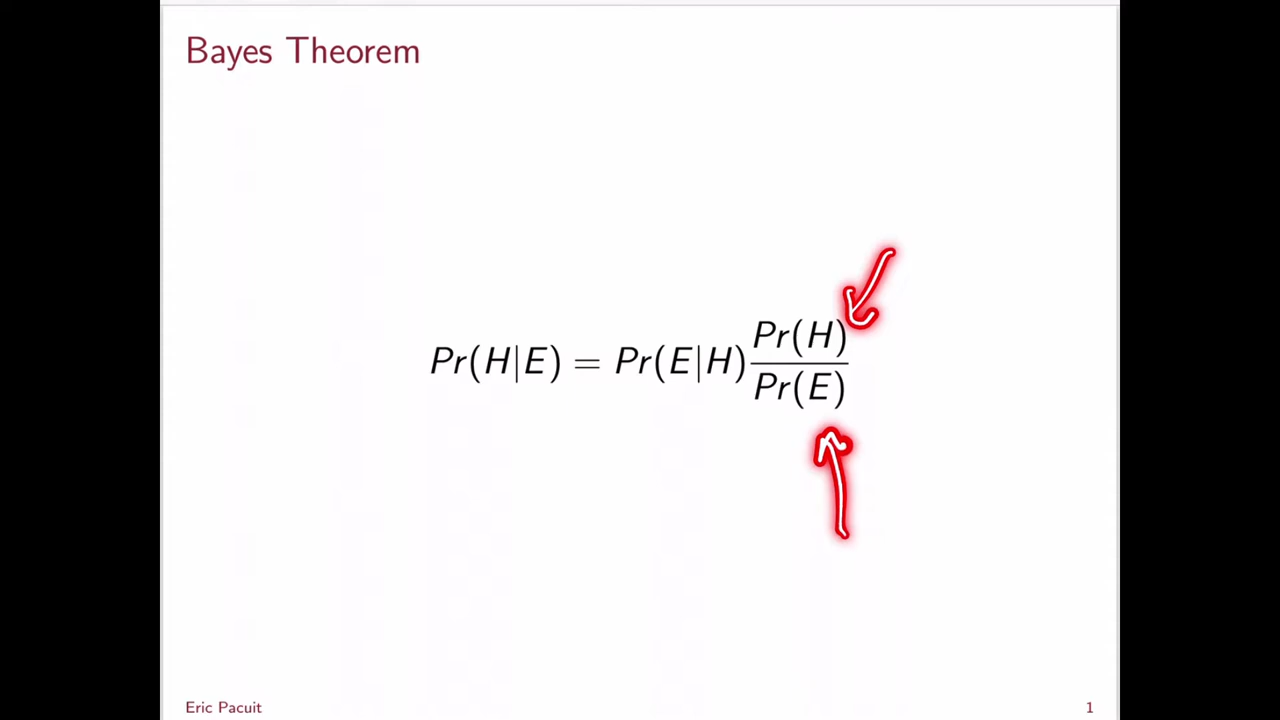 Bayes Theorem
Pr(H|E) = Pr(E|H) Pr(H)/Pr(E)
Eric Pacuit
1